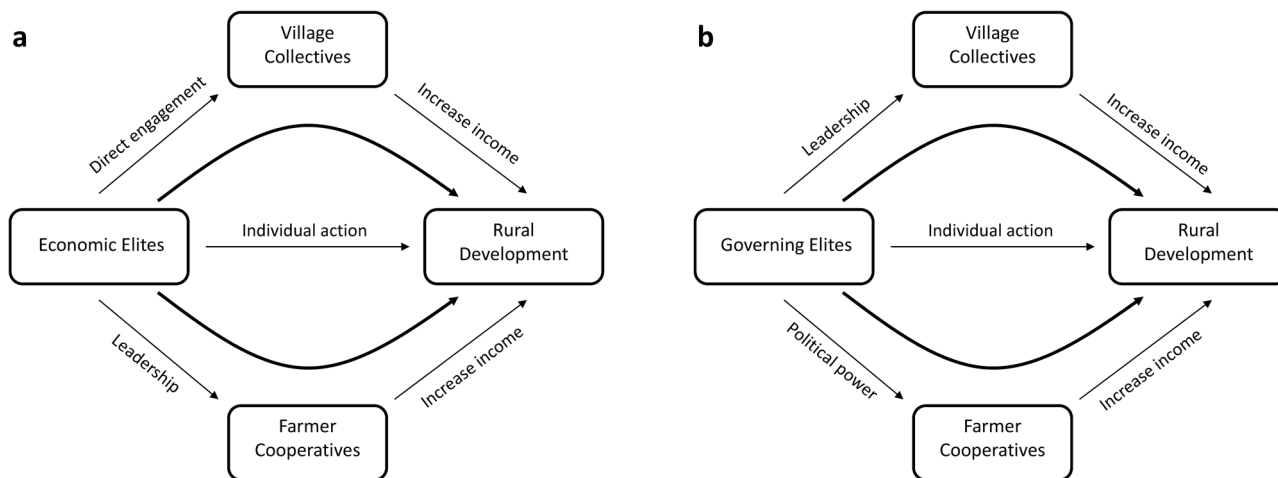 a
Village
Collectives
Direct engagement
Increase income
Economic Elites
Individual action
Rural
Development
Leadership
Increase income
Farmer
Cooperatives
b
Village
Collectives
Leadership
Increase income
Governing Elites
Individual action
Rural
Development
Political power
Increase income
Farmer
Cooperatives